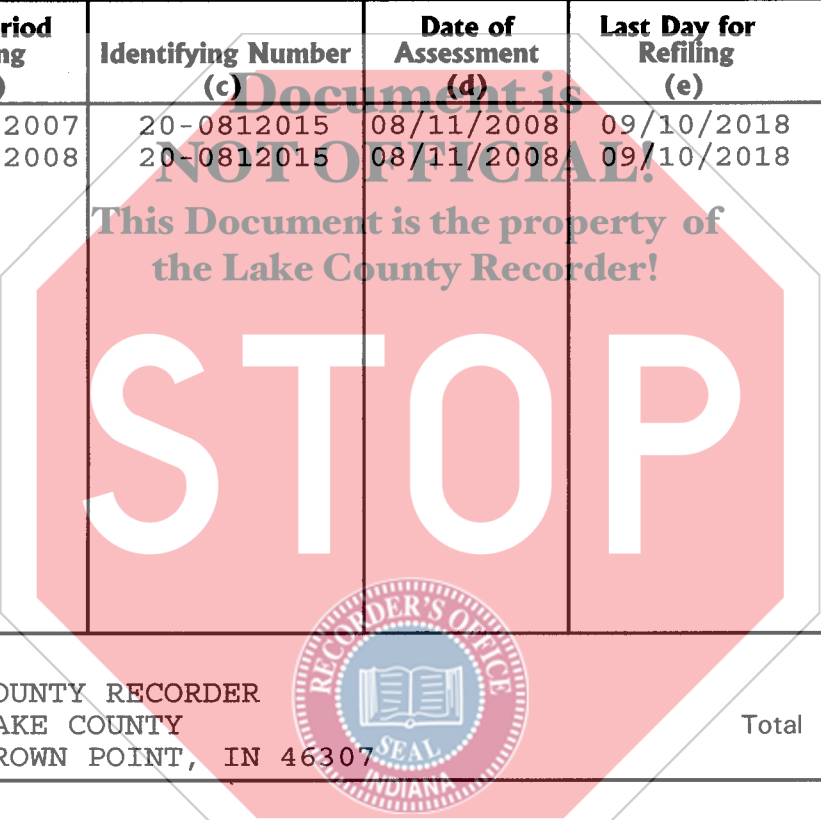 riod
ng
)
Identifying Number
(c)
Date of
Assessment
(d)
Last Day for
Refiling
(e)
2007 20-0812015 08/11/2008 09/10/2018
2008 20-0812015 08/11/2008 09/10/2018
Document is
NOT OFFICIAL!
This Document is the property of
the Lake County Recorder!
STOP
OUNTY RECORDER
AKE COUNTY
ROWN POINT, IN 46307
Total
RECORDER'S OFFICE
SEAL
INDIANA